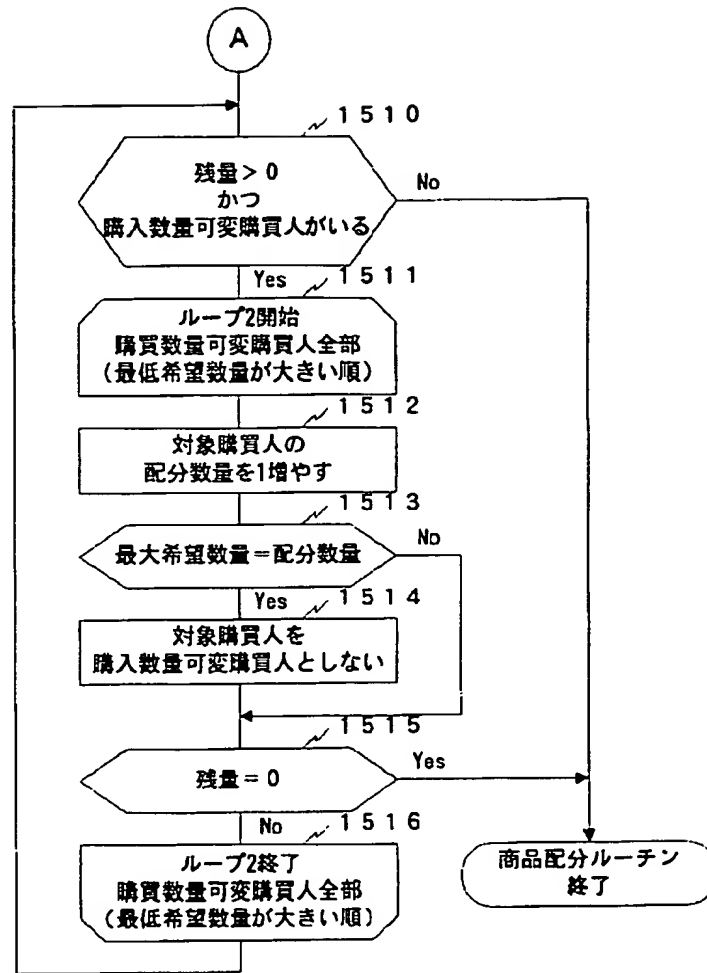 A
1510
残量＞0
かつ
購入数量可変購買人がいる
No
Yes
1511
ループ2開始
購買数量可変購買人全部
（最低希望数量が大きい順）
1512
対象購買人の
配分数量を1増やす
1513
最大希望数量＝配分数量
No
Yes
1514
対象購買人を
購入数量可変購買人としない
1515
残量＝0
Yes
No
1516
ループ2終了
購買数量可変購買人全部
（最低希望数量が大きい順）
商品配分ルーチン
終了